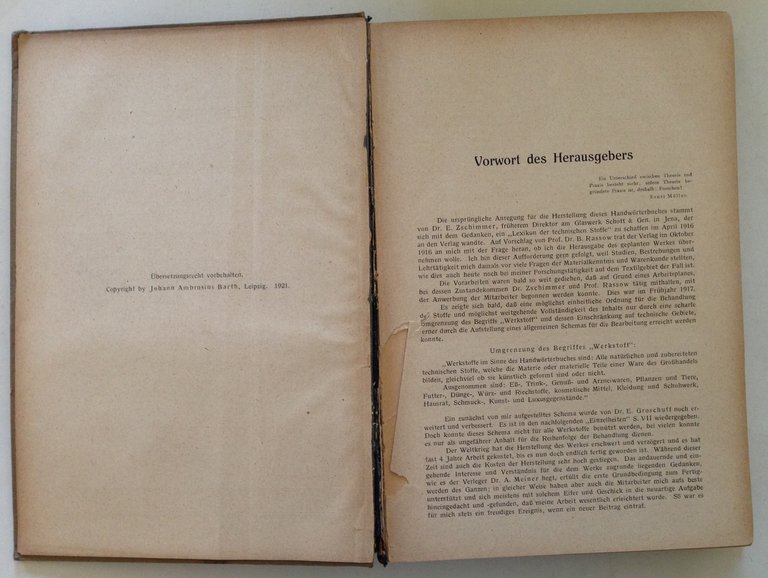 Übersetzungsrecht vorbehalten.
Copyright by Johann Ambrosius Barth, Leipzig. 1921.
Vorwort des Herausgebers
Ein Unterschied zwischen Theorie und
Praxis besteht nicht, sofern Theorie be-
gründete Praxis ist, deshalb: Forschen!
Ernst Müller.
Die ursprüngliche Anregung für die Herstellung dieses Handwörterbuches stammt
von Dr. E. Zschimmer, früherem Direktor am Glaswerk Schott & Gen. in Jena, der
sich mit dem Gedanken, ein „Lexikon der technischen Stoffe" zu schaffen im April 1916
an den Verlag wandte. Auf Vorschlag von Prof. Dr. B. Rassow trat der Verlag im Oktober
1916 an mich mit der Frage heran, ob ich die Herausgabe des geplanten Werkes über-
nehmen wolle. Ich bin dieser Aufforderung gern gefolgt, weil Studien, Bestrebungen und
Lehrtätigkeit mich damals vor viele Fragen der Materialkenntnis und Warenkunde stellten,
wie dies auch heute noch bei meiner Forschungstätigkeit auf dem Textilgebiet der Fall ist.
Die Vorarbeiten waren bald so weit gediehen, daß auf Grund eines Arbeitsplanes,
bei dessen Zustandekommen Dr. Zschimmer und Prof. Rassow tätig mithalfen, mit
der Anwerbung der Mitarbeiter begonnen werden konnte. Dies war im Frühjahr 1917.
Es zeigte sich bald, daß eine möglichst einheitliche Ordnung für die Behandlung
der Stoffe und möglichst weitgehende Vollständigkeit des Inhalts nur durch eine scharfe
Umgrenzung des Begriffs „Werkstoff" und dessen Einschränkung auf technische Gebiete,
erner durch die Aufstellung eines allgemeinen Schemas für die Bearbeitung erreicht werden
konnte.
Umgrenzung des Begriffes „Werkstoff":
„Werkstoffe im Sinne des Handwörterbuches sind: Alle natürlichen und zubereiteten
technischen Stoffe, welche die Materie oder materielle Teile einer Ware des Großhandels
bilden, gleichviel ob sie künstlich geformt sind oder nicht.
Ausgenommen sind: Eß-, Trink-, Genuß- und Arzneiwaren, Pflanzen und Tiere,
Futter-, Dünge-, Würz- und Riechstoffe, kosmetische Mittel, Kleidung und Schuhwerk,
Hausrat, Schmuck-, Kunst- und Luxusgegenstände."
Ein zunächst von mir aufgestelltes Schema wurde von Dr. E. Groschuff noch er-
weitert und verbessert. Es ist in den nachfolgenden „Einzelheiten" S. VII wiedergegeben.
Doch konnte dieses Schema nicht für alle Werkstoffe benützt werden, bei vielen konnte
es nur als ungefährer Anhalt für die Reihenfolge der Behandlung dienen.
Der Weltkrieg hat die Herstellung des Werkes erschwert und verzögert und es hat
fast 4 Jahre Arbeit gekostet, bis es nun doch endlich fertig geworden ist. Während dieser
Zeit sind auch die Kosten der Herstellung sehr hoch gestiegen. Das andauernde und ein-
gehende Interesse und Verständnis für die dem Werke zugrunde liegenden Gedanken,
wie es der Verleger Dr. A. Meiner hegt, erfüllt die erste Grundbedingung zum Fertig-
werden des Ganzen; in gleicher Weise haben aber auch die Mitarbeiter mich aufs beste
unterstützt und sich meistens mit solchem Eifer und Geschick in die neuartige Aufgabe
hineingedacht und -gefunden, daß meine Arbeit wesentlich erleichtert wurde. So war es
für mich stets ein freudiges Ereignis, wenn ein neuer Beitrag eintraf.